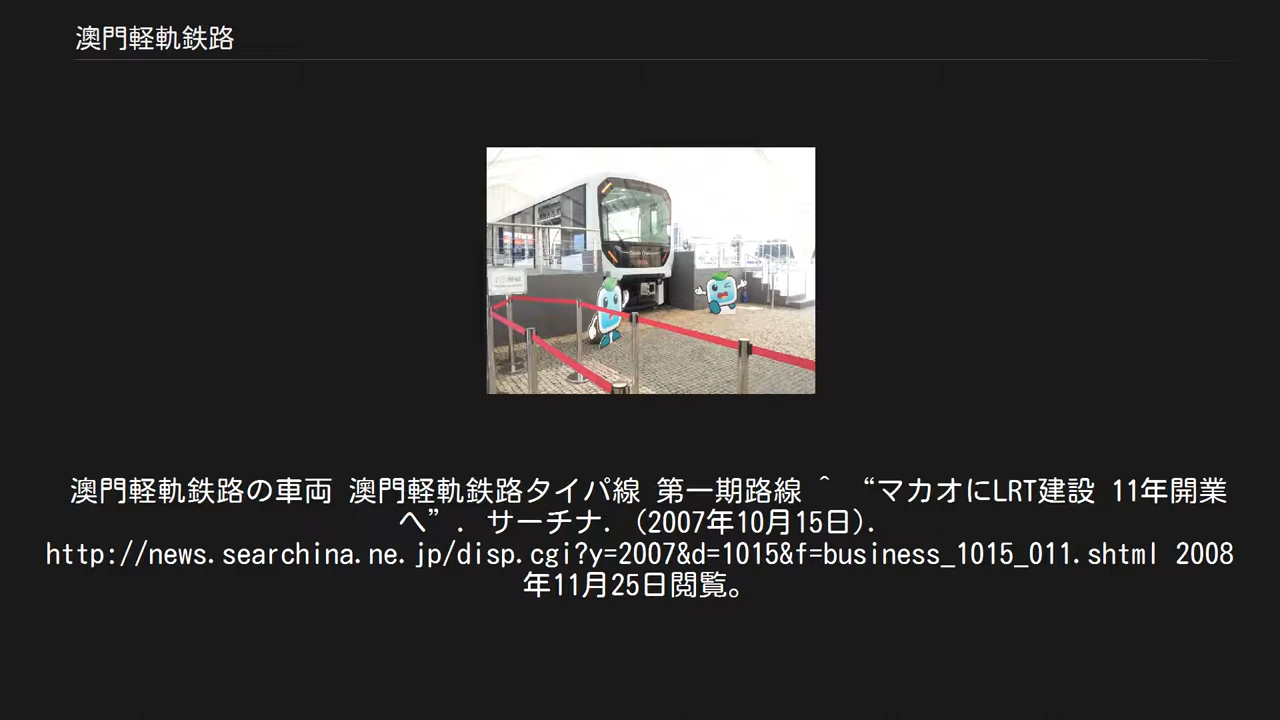 澳門軽軌鉄路
澳門軽軌鉄路の車両 澳門軽軌鉄路タイパ線 第一期路線 ^ “マカオにLRT建設 11年開業
へ”. サーチナ. (2007年10月15日).
http://news.searchina.ne.jp/disp.cgi?y=2007&d=1015&f=business_1015_011.shtml 2008
年11月25日閲覧。